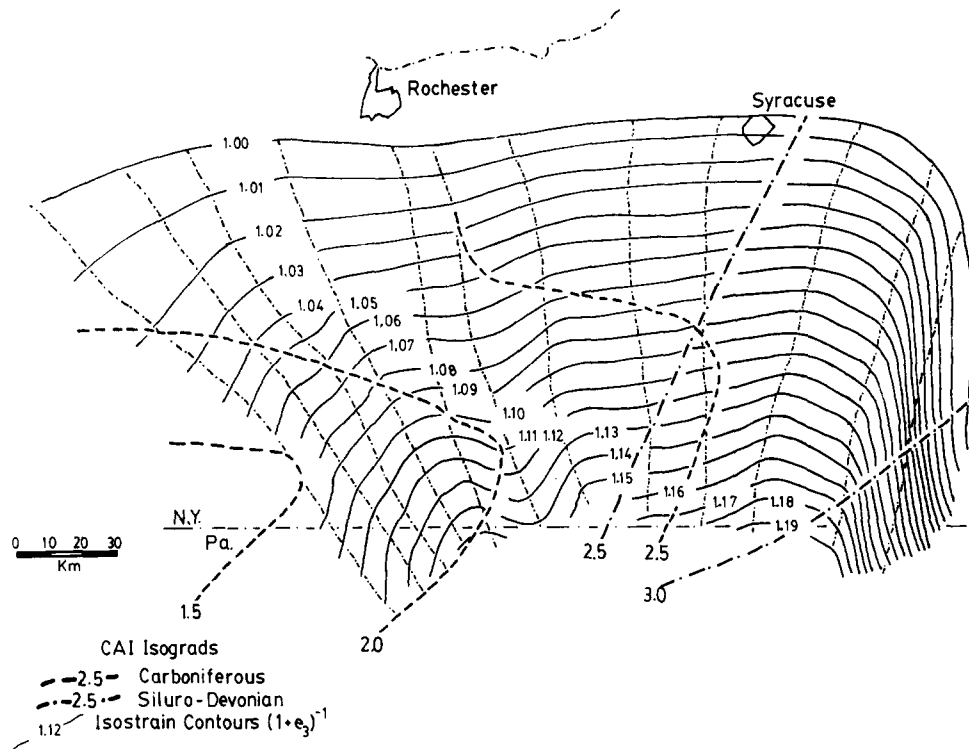 Rochester
Syracuse
1.00
1.01
1.02
1.03
1.04
1.05
1.06
1.07
1.08
1.09
1.10
1.11
1.12
1.13
1.14
1.15
1.16
1.17
1.18
1.19
N.Y.
Pa.
0 10 20 30
Km
2.5
2.5
3.0
1.5
2.0
CAI Isograds
2.5 Carboniferous
2.5 Siluro-Devonian
1.12 Isostrain Contours (1+e₃)⁻¹